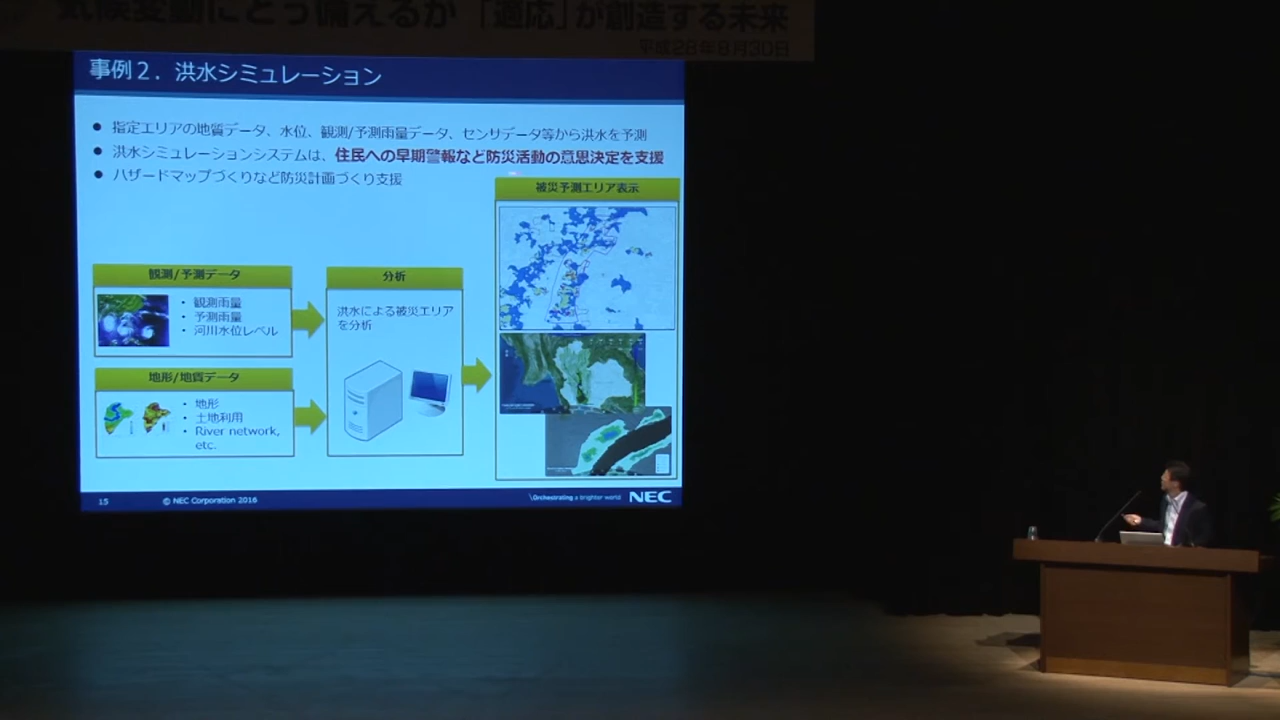 気候変動にどう備えるか 「適応」が創造する未来
平成28年8月30日
事例２．洪水シミュレーション
● 指定エリアの地質データ、水位、観測/予測雨量データ、センサデータ等から洪水を予測
● 洪水シミュレーションシステムは、住民への早期警報など防災活動の意思決定を支援
● ハザードマップづくりなど防災計画づくり支援
被災予測エリア表示
観測/予測データ
• 観測雨量
• 予測雨量
• 河川水位レベル
分析
洪水による被災エリア
を分析
地形/地質データ
• 地形
• 土地利用
• River network,
etc.
15
© NEC Corporation 2016
\Orchestrating a brighter world
NEC